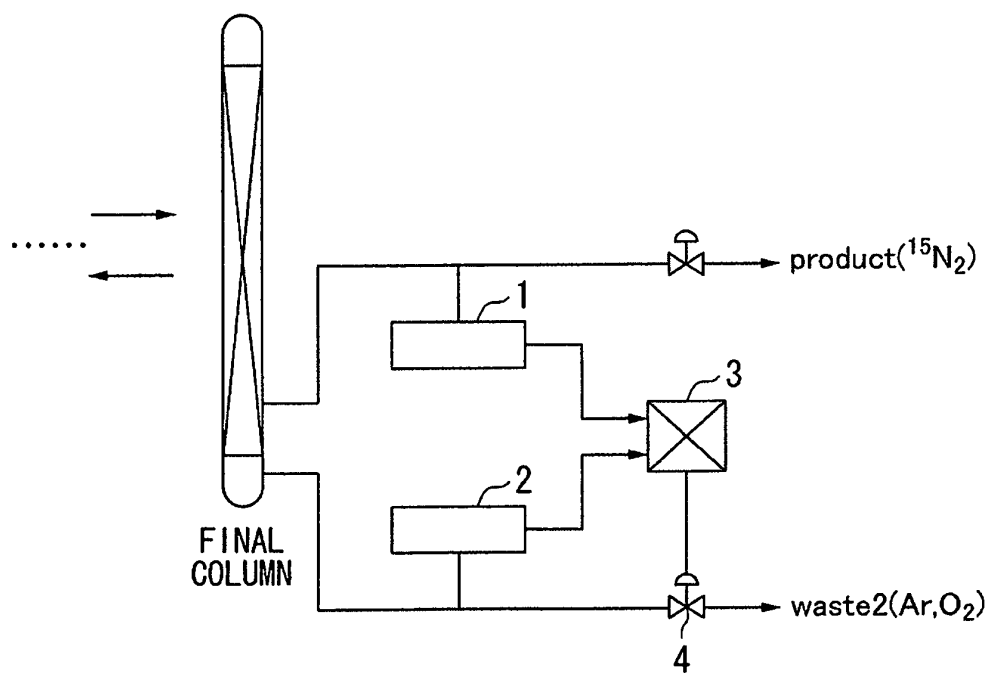 ......
product(¹⁵N₂)
1
3
2
FINAL
COLUMN
waste2(Ar,O₂)
4